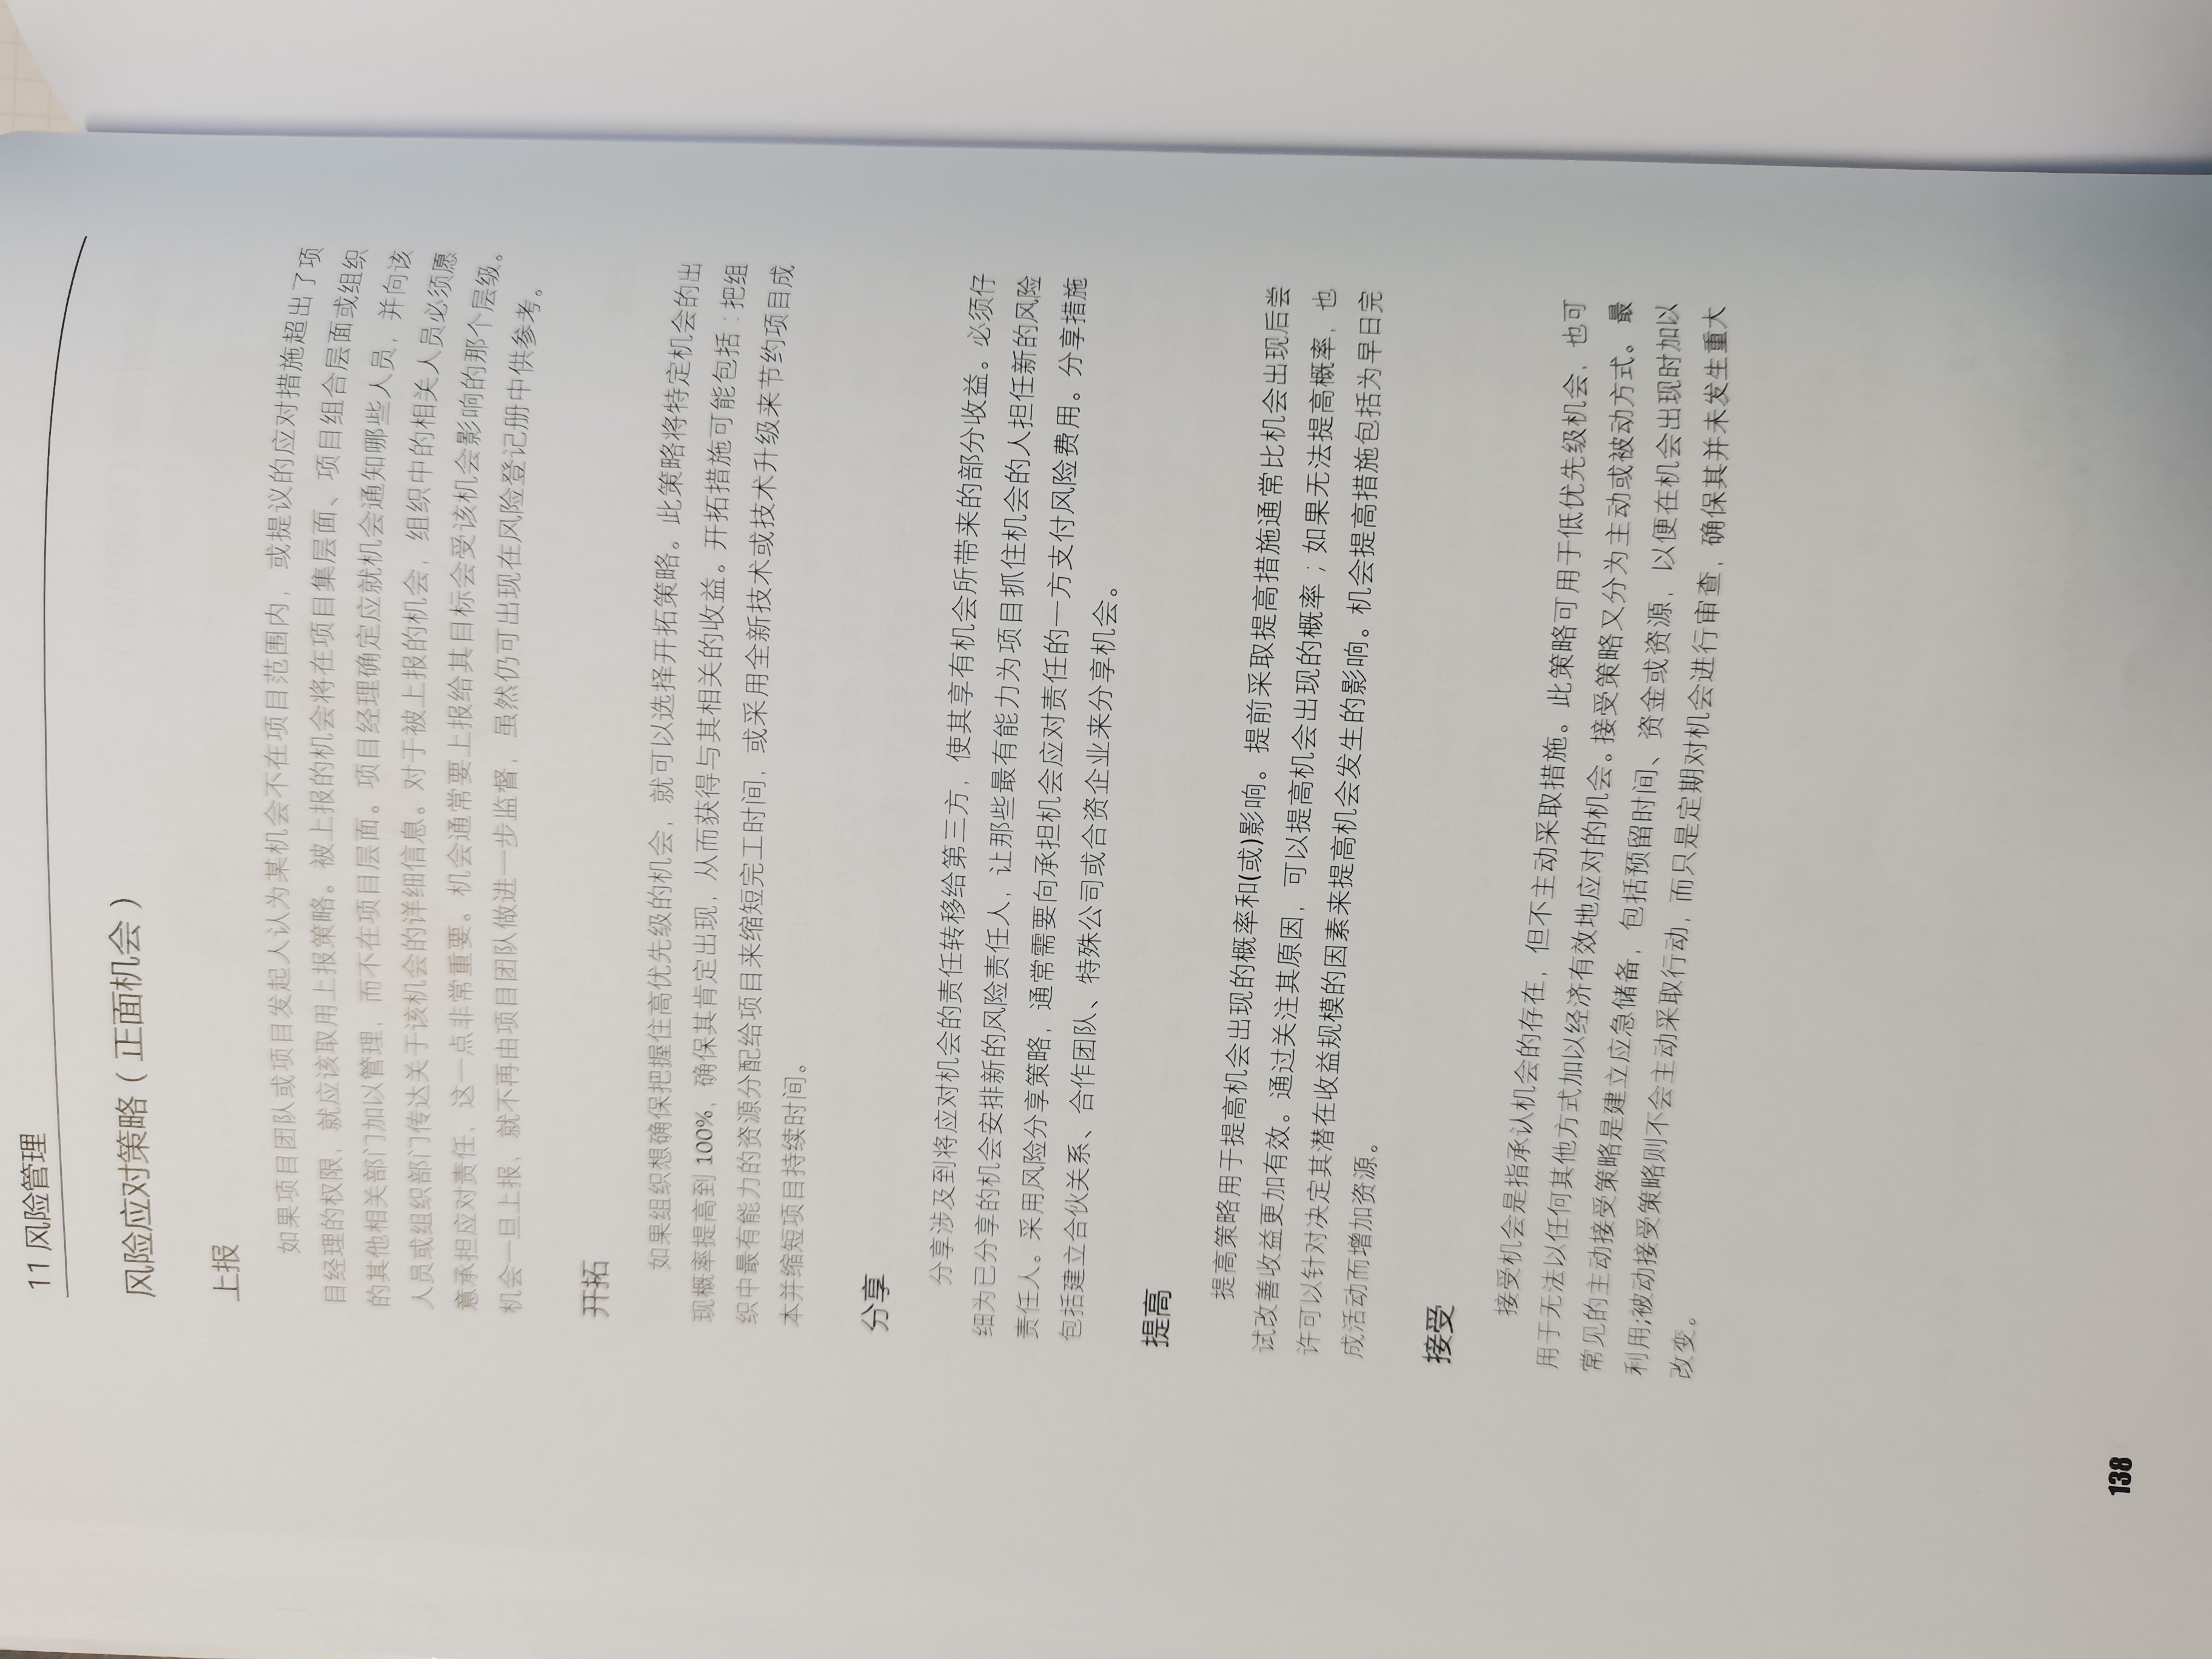 11 风险管理
风险应对策略（正面机会）
上报
如果项目团队或项目发起人认为某机会不在项目范围内，或提议的应对措施超出了项
目经理的权限，就应该取用上报策略。被上报的机会将在项目集层面、项目组合层面或组织
的其他相关部门加以管理，而不在项目层面。项目经理确定应就机会通知哪些人员，并向该
人员或组织部门传达关于该机会的详细信息。对于被上报的机会，组织中的相关人员必须愿
意承担应对责任，这一点非常重要。机会通常要上报给其目标会受该机会影响的那个层级。
机会一旦上报，就不再由项目团队做进一步监督，虽然仍可出现在风险登记册中供参考。
开拓
如果组织想确保把握住高优先级的机会，就可以选择开拓策略。此策略将特定机会的出
现概率提高到 100%，确保其肯定出现，从而获得与其相关的收益。开拓措施可能包括：把组
织中最有能力的资源分配给项目来缩短完工时间，或采用全新技术或技术升级来节约项目成
本并缩短项目持续时间。
分享
分享涉及到将应对机会的责任转移给第三方，使其享有机会所带来的部分收益。必须仔
细为已分享的机会安排新的风险责任人，让那些最有能力为项目抓住机会的人担任新的风险
责任人。采用风险分享策略，通常需要向承担机会应对责任的一方支付风险费用。分享措施
包括建立合伙关系、合作团队、特殊公司或合资企业来分享机会。
提高
提高策略用于提高机会出现的概率和(或)影响。提前采取提高措施通常比机会出现后尝
试改善收益更加有效。通过关注其原因，可以提高机会出现的概率；如果无法提高概率，也
许可以针对决定其潜在收益规模的因素来提高机会发生的影响。机会提高措施包括为早日完
成活动而增加资源。
接受
接受机会是指承认机会的存在，但不主动采取措施。此策略可用于低优先级机会，也可
用于无法以任何其他方式加以经济有效地应对的机会。接受策略又分为主动或被动方式。最
常见的主动接受策略是建立应急储备，包括预留时间、资金或资源，以便在机会出现时加以
利用;被动接受策略则不会主动采取行动，而只是定期对机会进行审查，确保其并未发生重大
改变。
138